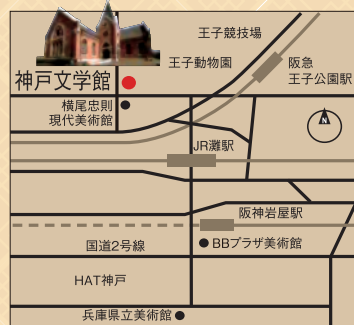 王子競技場
王子動物園
阪急
王子公園駅
神戸文学館
横尾忠則
現代美術館
N
JR灘駅
阪神岩屋駅
BBプラザ美術館
国道2号線
HAT神戸
兵庫県立美術館